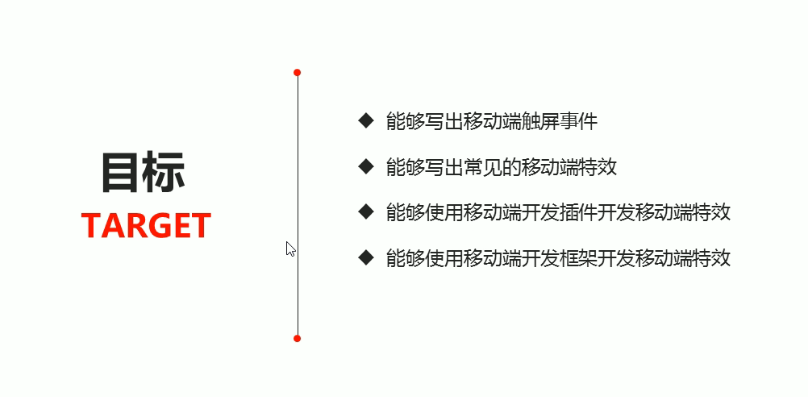 目标
TARGET
◆ 能够写出移动端触屏事件
◆ 能够写出常见的移动端特效
◆ 能够使用移动端开发插件开发移动端特效
◆ 能够使用移动端开发框架开发移动端特效